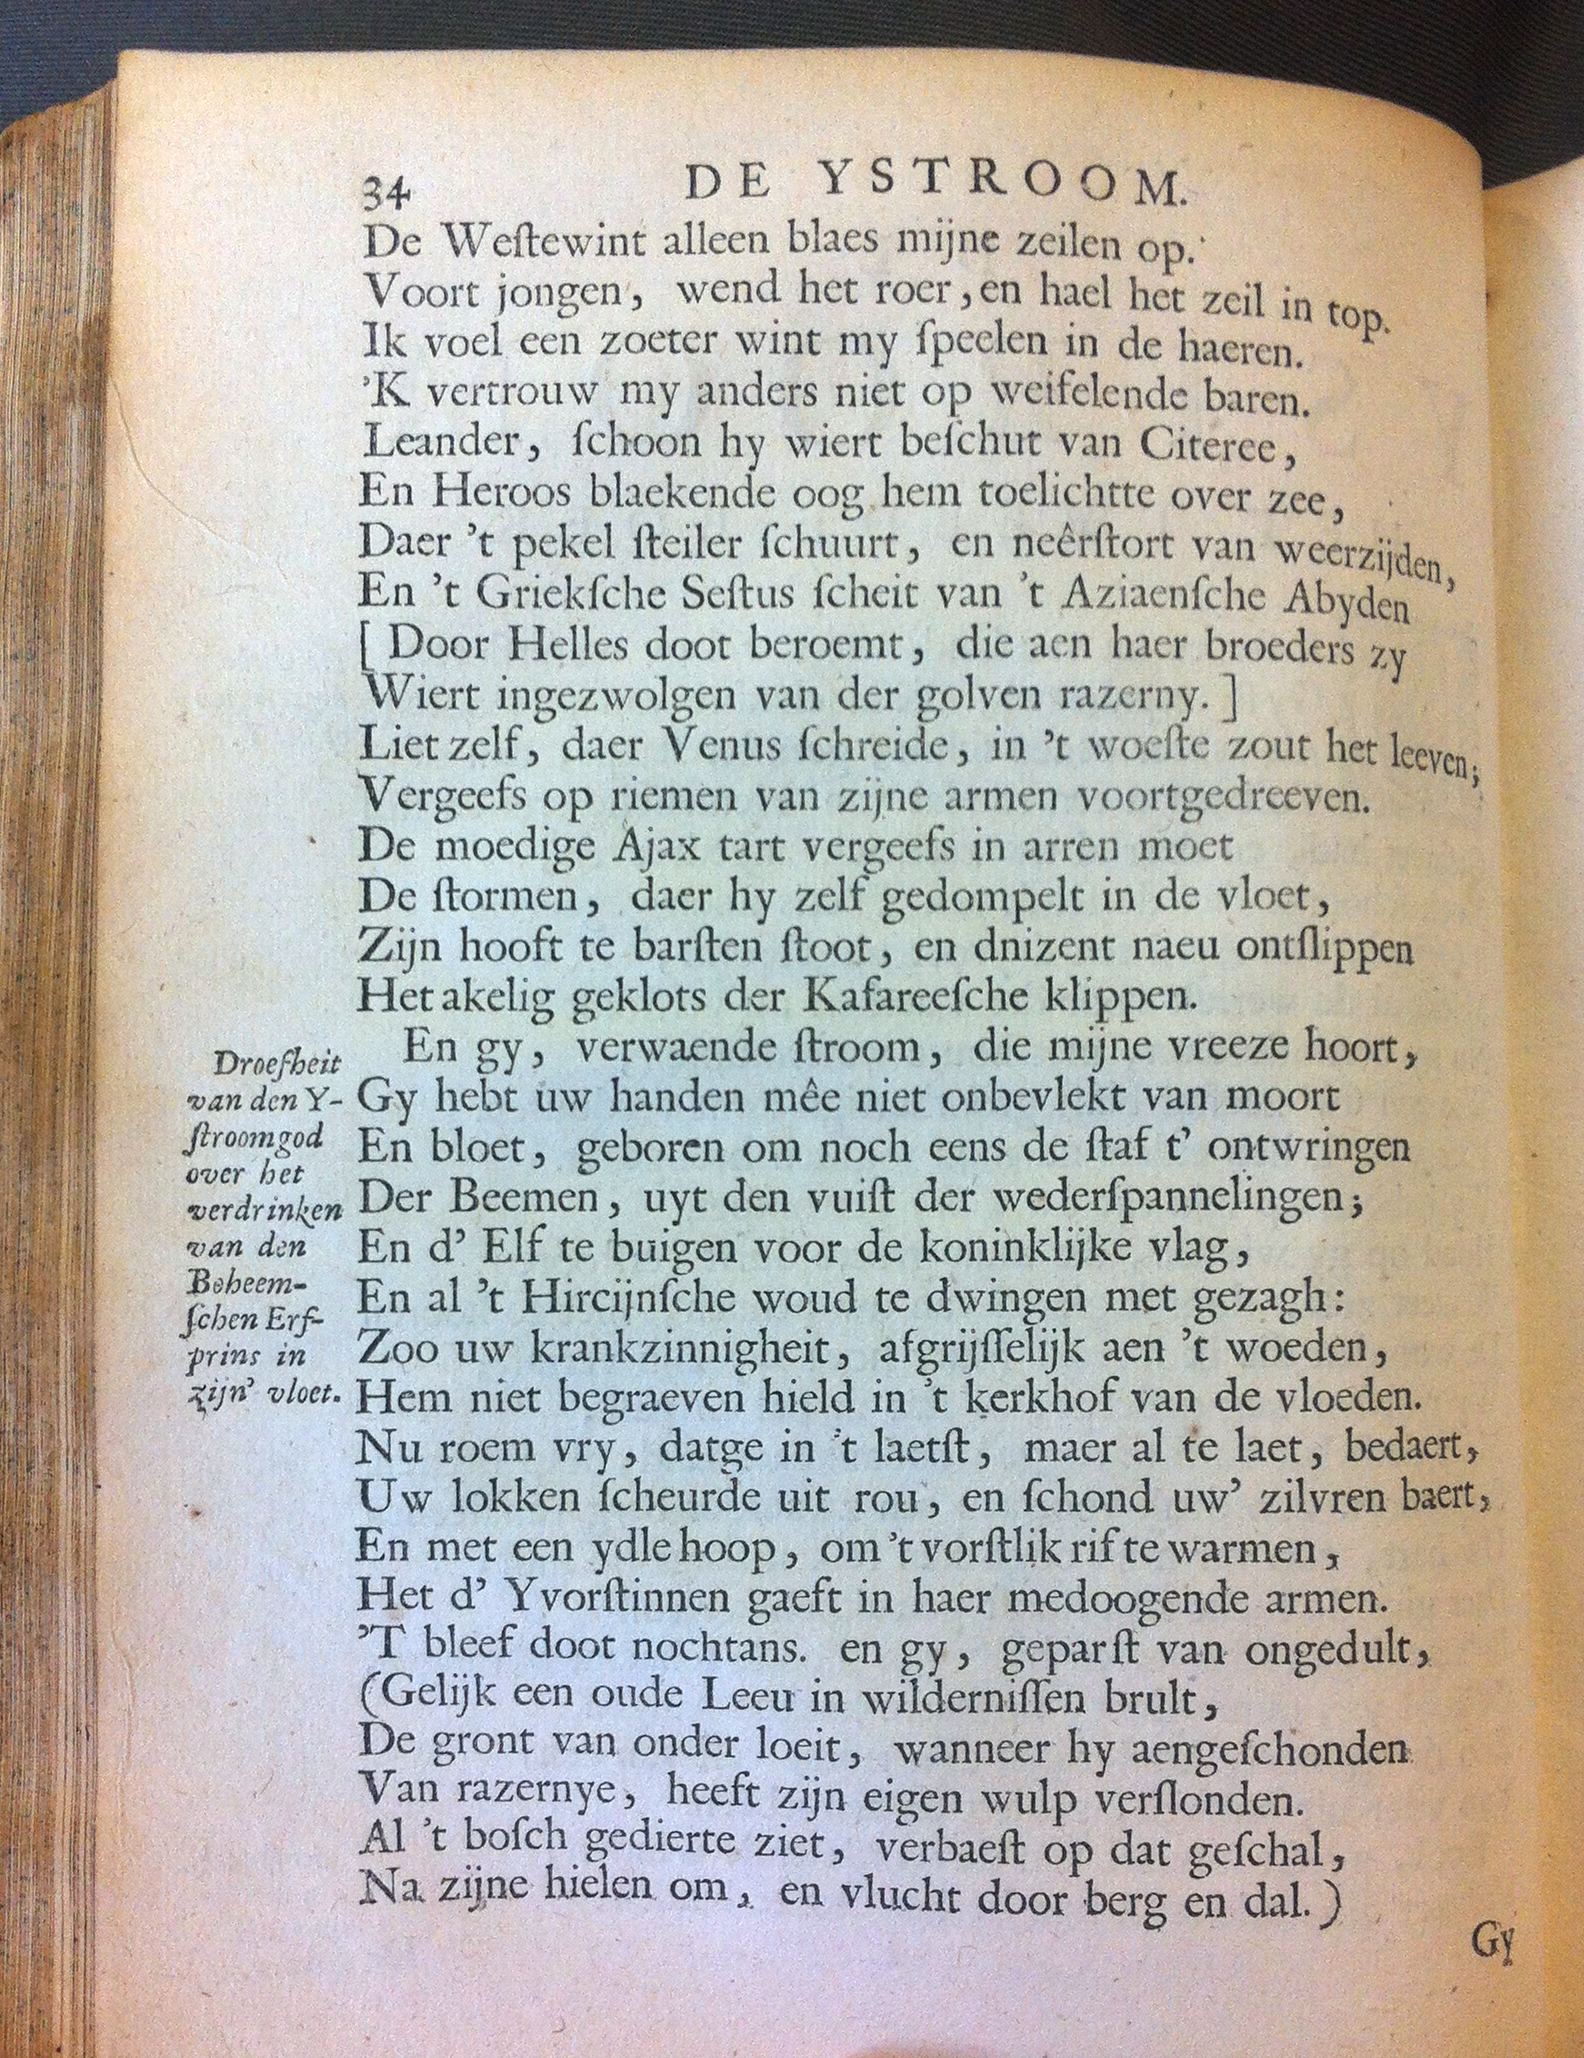 34 DE YSTROOM.
De Weſtewint alleen blaes mijne zeilen op.
Voort jongen, wend het roer, en hael het zeil in top.
Ik voel een zoeter wint my ſpeelen in de haeren.
'K vertrouw my anders niet op weifelende baren.
Leander, ſchoon hy wiert beſchut van Citeree,
En Heroos blaekende oog hem toelichtte over zee,
Daer 't pekel ſteiler ſchuurt, en neêrſtort van weerzijden,
En 't Griekſche Seſtus ſcheit van 't Aziaenſche Abyden
[ Door Helles doot beroemt, die aen haer broeders zy
Wiert ingezwolgen van der golven razerny. ]
Liet zelf, daer Venus ſchreide, in 't woeſte zout het leeven;
Vergeefs op riemen van zijne armen voortgedreeven.
De moedige Ajax tart vergeefs in arren moet
De ſtormen, daer hy zelf gedompelt in de vloet,
Zijn hooft te barſten ſtoot, en dnizent naeu ontſlippen
Het akelig geklots der Kafareeſche klippen.
En gy, verwaende ſtroom, die mijne vreeze hoort,
Gy hebt uw handen mêe niet onbevlekt van moort
En bloet, geboren om noch eens de ſtaf t' ontwringen
Der Beemen, uyt den vuiſt der wederſpannelingen;
En d' Elf te buigen voor de koninklijke vlag,
En al 't Hircijnſche woud te dwingen met gezagh:
Zoo uw krankzinnigheit, afgrijſſelijk aen 't woeden,
Hem niet begraeven hield in 't kerkhof van de vloeden.
Nu roem vry, datge in 't laetſt, maer al te laet, bedaert,
Uw lokken ſcheurde uit rou, en ſchond uw' zilvren baert,
En met een ydle hoop, om 't vorſtlik rif te warmen,
Het d' Yvorſtinnen gaeft in haer medoogende armen.
'T bleef doot nochtans. en gy, geparſt van ongedult,
(Gelijk een oude Leeu in wilderniſſen brult,
De gront van onder loeit, wanneer hy aengeſchonden
Van razernye, heeft zijn eigen wulp verſlonden.
Al 't boſch gedierte ziet, verbaeſt op dat geſchal,
Na zijne hielen om, en vlucht door berg en dal.)
Gy
Droefheit
van den Y-
ſtroomgod
over het
verdrinken
van den
Boheem-
ſchen Erf-
prins in
zijn' vloet.